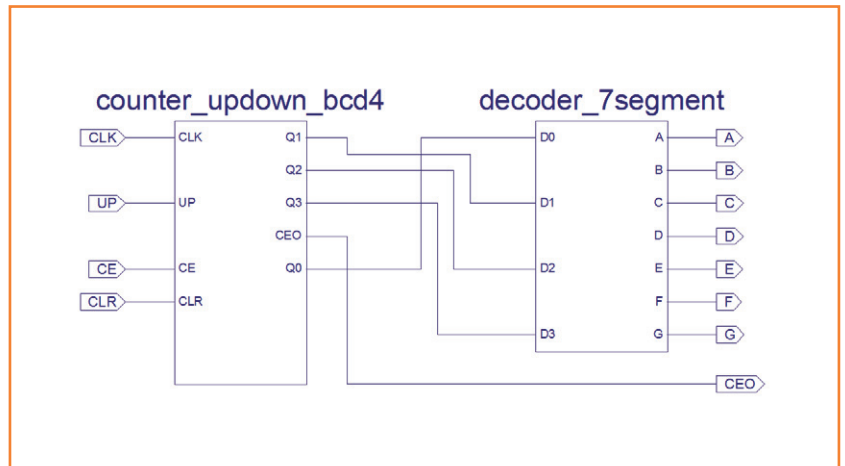 counter_updown_bcd4 decoder_7segment
CLK CLK Q1 D0 A A
Q2 B B
UP UP Q3 D1 C C
CEO D D
CE CE Q0 D2 E E
CLR CLR F F
D3 G G
CEO